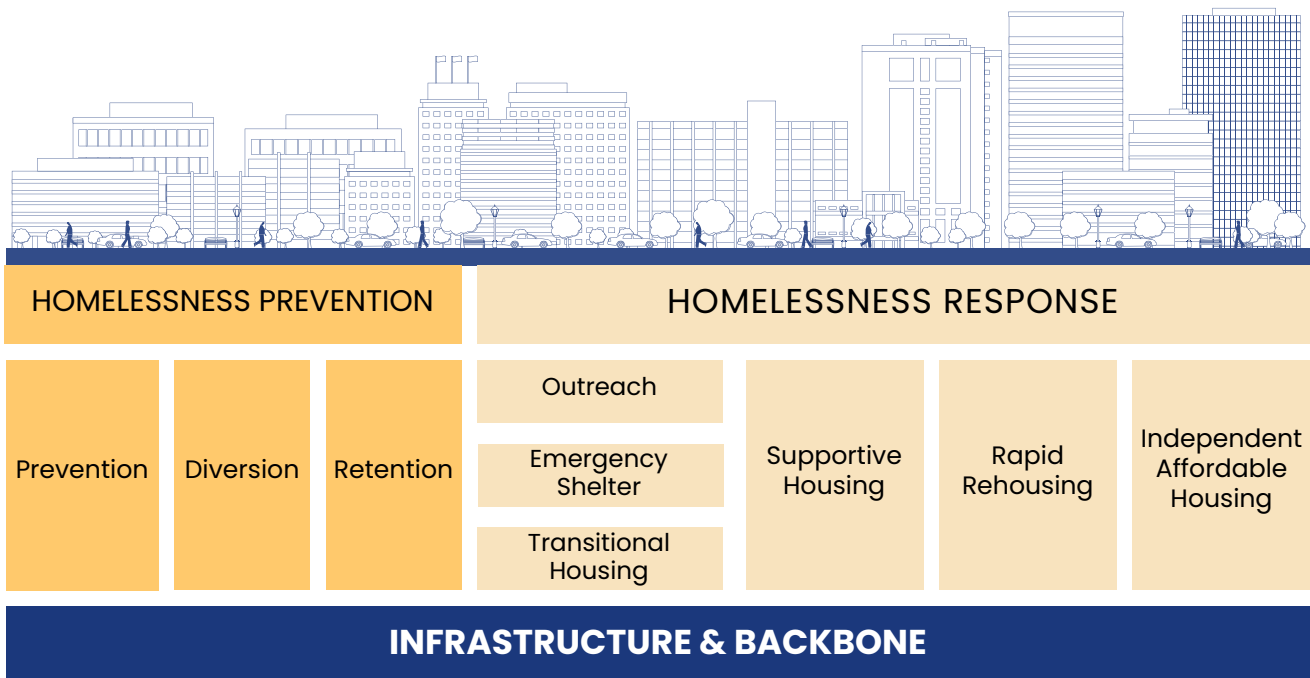 HOMELESSNESS PREVENTION
HOMELESSNESS RESPONSE
Prevention
Diversion
Retention
Outreach
Emergency
Shelter
Transitional
Housing
Supportive
Housing
Rapid
Rehousing
Independent
Affordable
Housing
INFRASTRUCTURE & BACKBONE